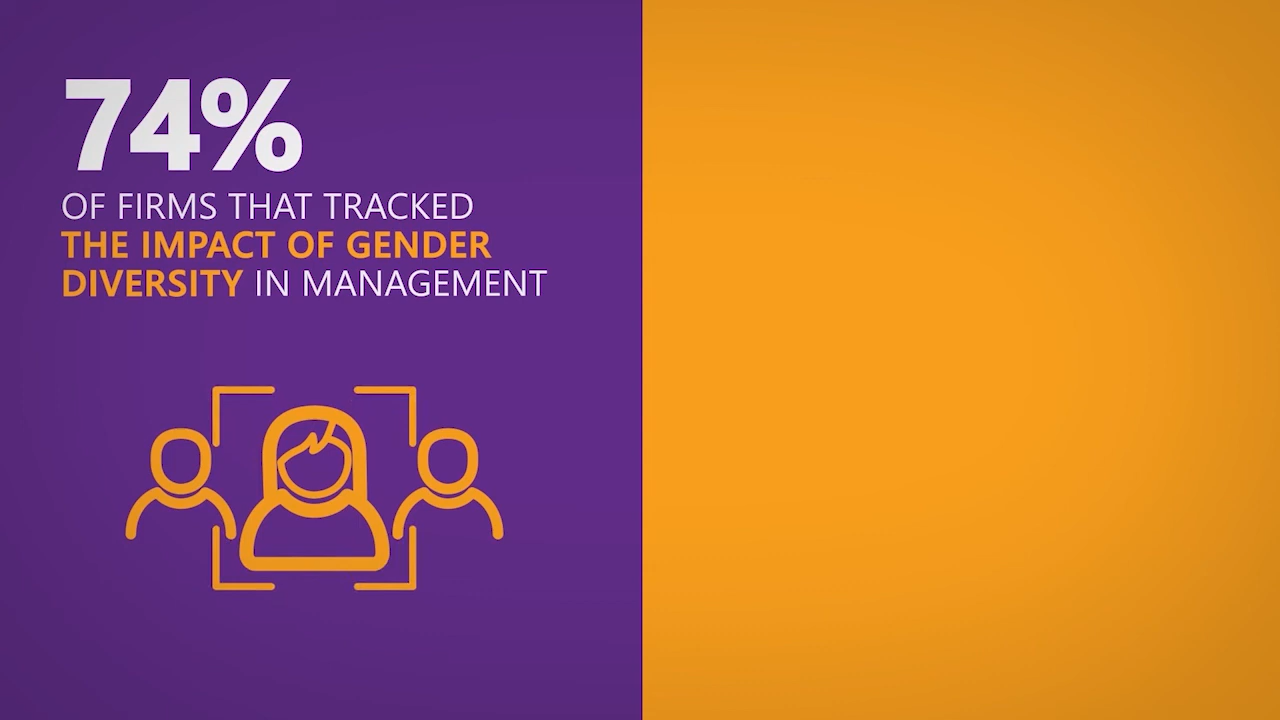 74%
OF FIRMS THAT TRACKED
THE IMPACT OF GENDER
DIVERSITY IN MANAGEMENT